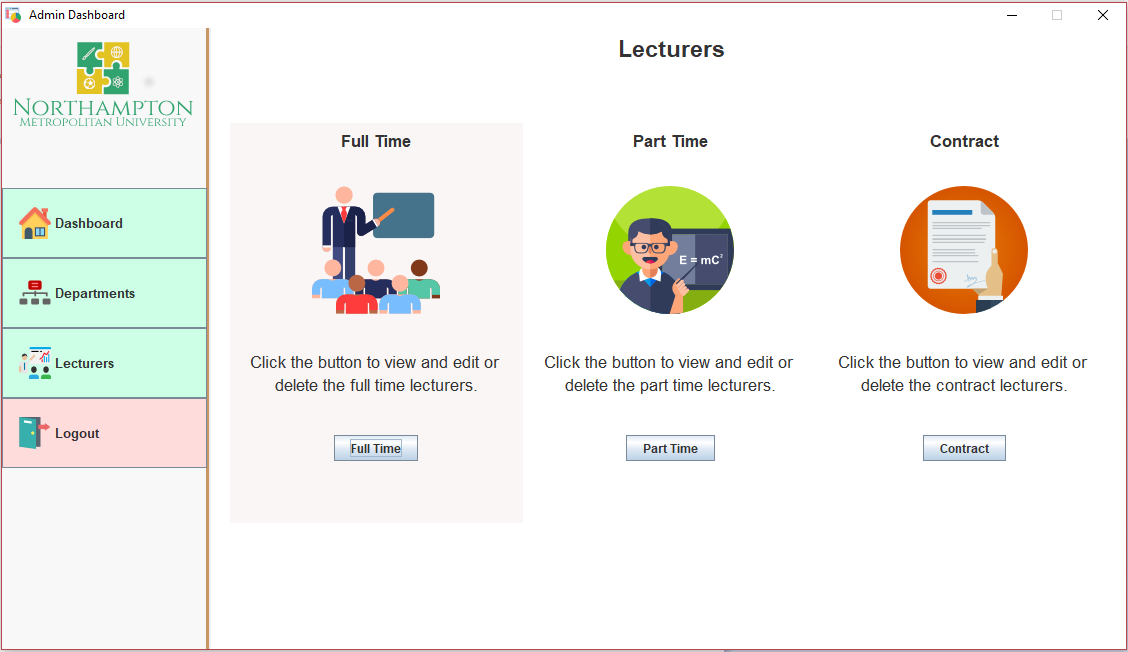 Admin Dashboard
NORTHAMPTON
METROPOLITAN UNIVERSITY
Dashboard
Departments
Lecturers
Logout
Lecturers
Full Time
Click the button to view and edit or
delete the full time lecturers.
Full Time
Part Time
E = mC²
Click the button to view and edit or
delete the part time lecturers.
Part Time
Contract
Click the button to view and edit or
delete the contract lecturers.
Contract